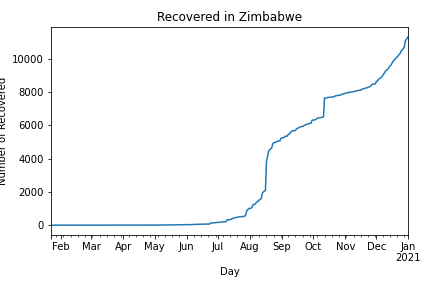 Recovered in Zimbabwe
Number of Recovered
10000
8000
6000
4000
2000
0
Feb Mar Apr May Jun Jul Aug Sep Oct Nov Dec Jan
2021
Day